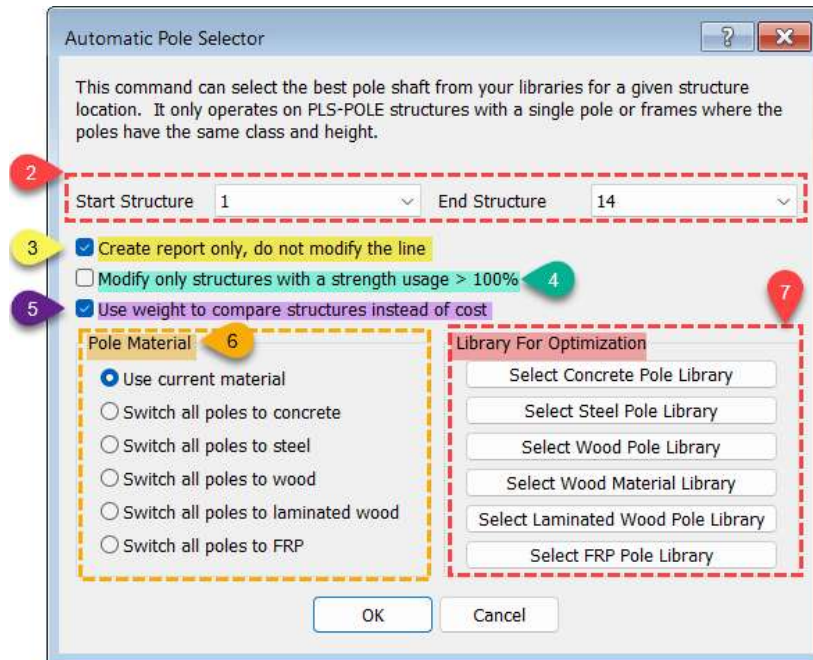 Automatic Pole Selector
?
This command can select the best pole shaft from your libraries for a given structure
location. It only operates on PLS-POLE structures with a single pole or frames where the
poles have the same class and height.
2
Start Structure 1 End Structure 14
3 Create report only, do not modify the line
Modify only structures with a strength usage > 100% 4
5 Use weight to compare structures instead of cost
7
Pole Material 6
Use current material
Switch all poles to concrete
Switch all poles to steel
Switch all poles to wood
Switch all poles to laminated wood
Switch all poles to FRP
Library For Optimization
Select Concrete Pole Library
Select Steel Pole Library
Select Wood Pole Library
Select Wood Material Library
Select Laminated Wood Pole Library
Select FRP Pole Library
OK Cancel